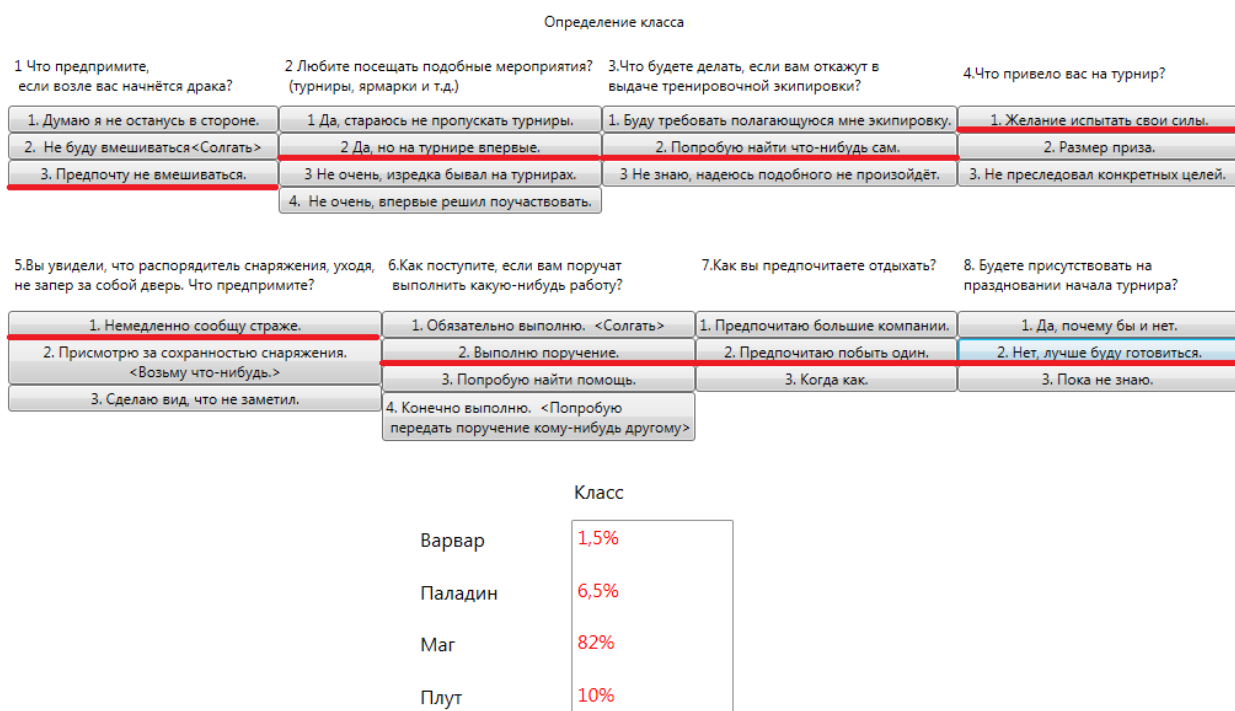 Определение класса
1 Что предпримите,
если возле вас начнётся драка?
1. Думаю я не останусь в стороне.
2. Не буду вмешиваться<Солгать>
3. Предпочту не вмешиваться.
2 Любите посещать подобные мероприятия?
(турниры, ярмарки и т.д.)
1 Да, стараюсь не пропускать турниры.
2 Да, но на турнире впервые.
3 Не очень, изредка бывал на турнирах.
4. Не очень, впервые решил поучаствовать.
3.Что будете делать, если вам откажут в
выдаче тренировочной экипировки?
1. Буду требовать полагающуюся мне экипировку.
2. Попробую найти что-нибудь сам.
3 Не знаю, надеюсь подобного не произойдёт.
4.Что привело вас на турнир?
1. Желание испытать свои силы.
2. Размер приза.
3. Не преследовал конкретных целей.
5.Вы увидели, что распорядитель снаряжения, уходя,
не запер за собой дверь. Что предпримите?
1. Немедленно сообщу страже.
2. Присмотрю за сохранностью снаряжения.
<Возьму что-нибудь.>
3. Сделаю вид, что не заметил.
6.Как поступите, если вам поручат
выполнить какую-нибудь работу?
1. Обязательно выполню. <Солгать>
2. Выполню поручение.
3. Попробую найти помощь.
4. Конечно выполню. <Попробую
передать поручение кому-нибудь другому>
7.Как вы предпочитаете отдыхать?
1. Предпочитаю большие компании.
2. Предпочитаю побыть один.
3. Когда как.
8. Будете присутствовать на
праздновании начала турнира?
1. Да, почему бы и нет.
2. Нет, лучше буду готовиться.
3. Пока не знаю.
Класс
Варвар 1,5%
Паладин 6,5%
Маг 82%
Плут 10%